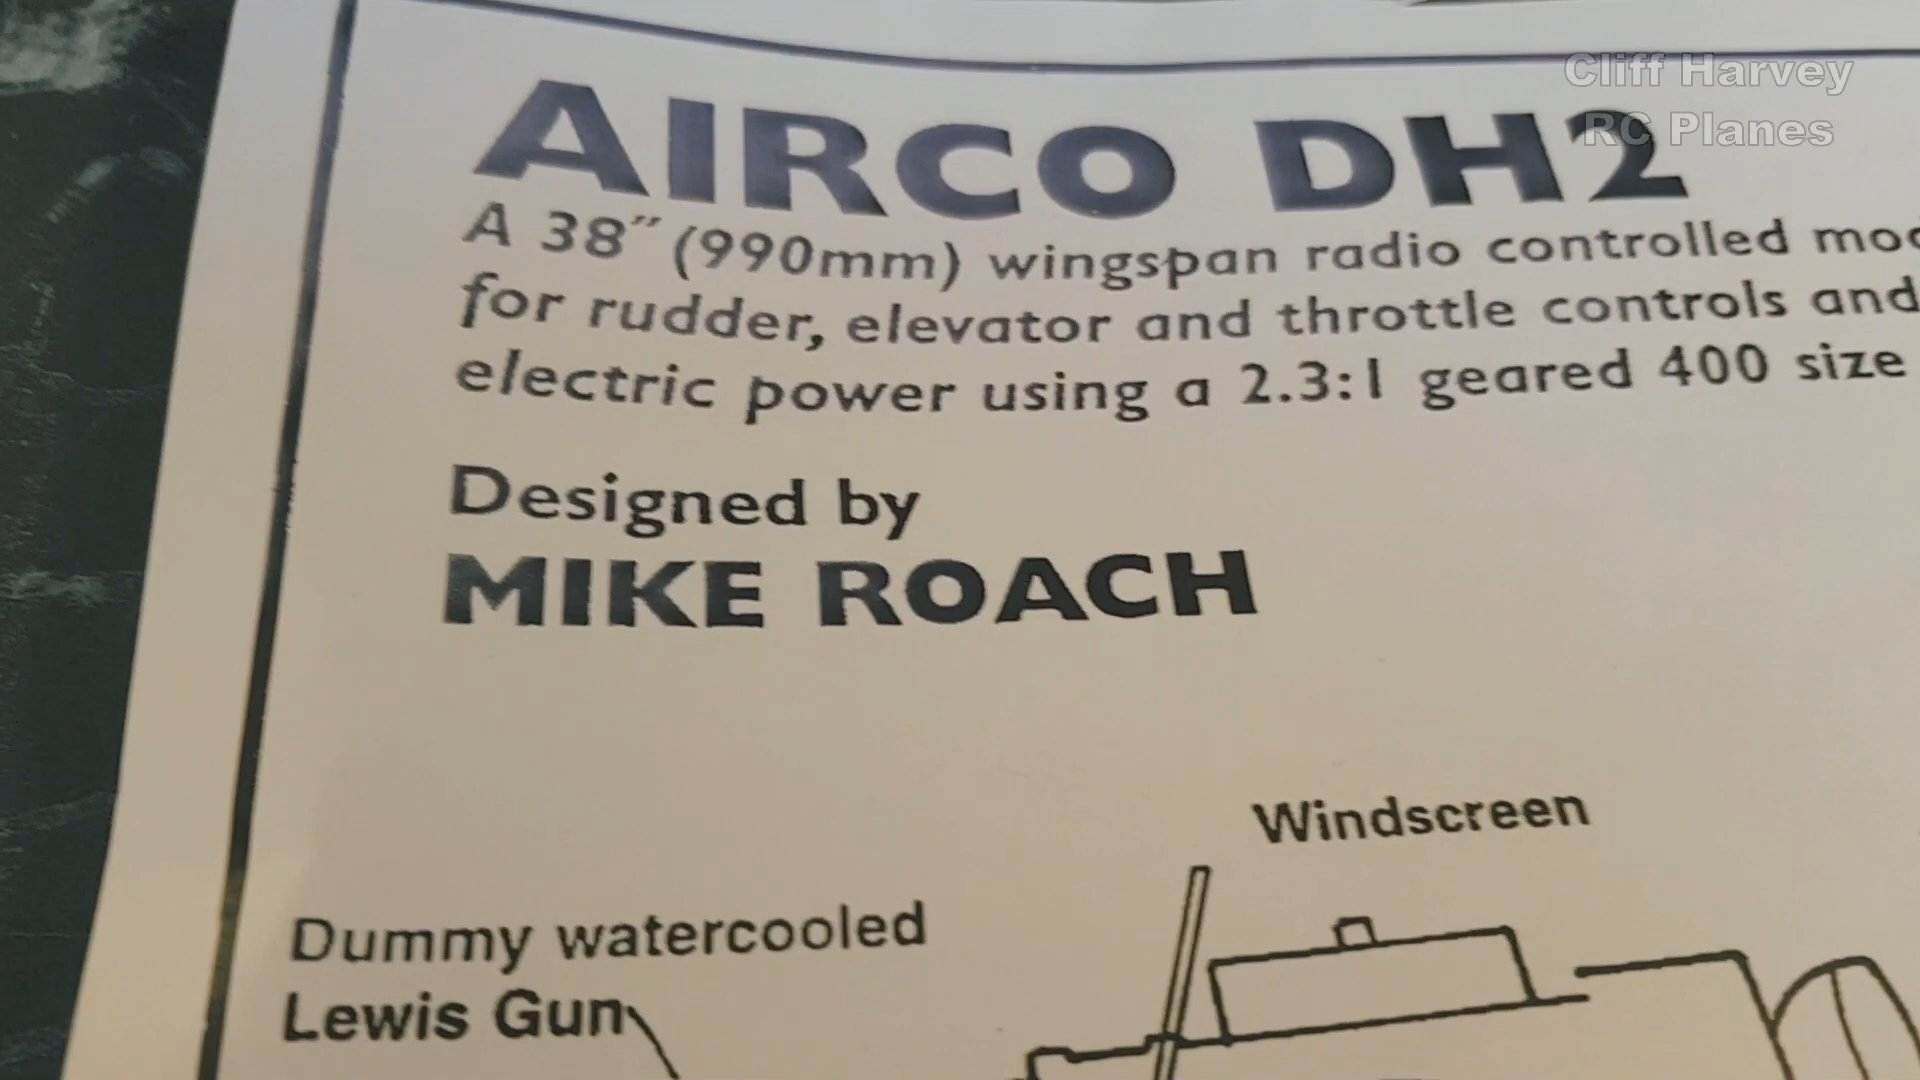 Cliff Harvey
RC Planes
AIRCO DH2
A 38" (990mm) wingspan radio controlled
for rudder, elevator and throttle controls and
electric power using a 2.3:1 geared 400 size
Designed by
MIKE ROACH
Windscreen
Dummy watercooled
Lewis Gun